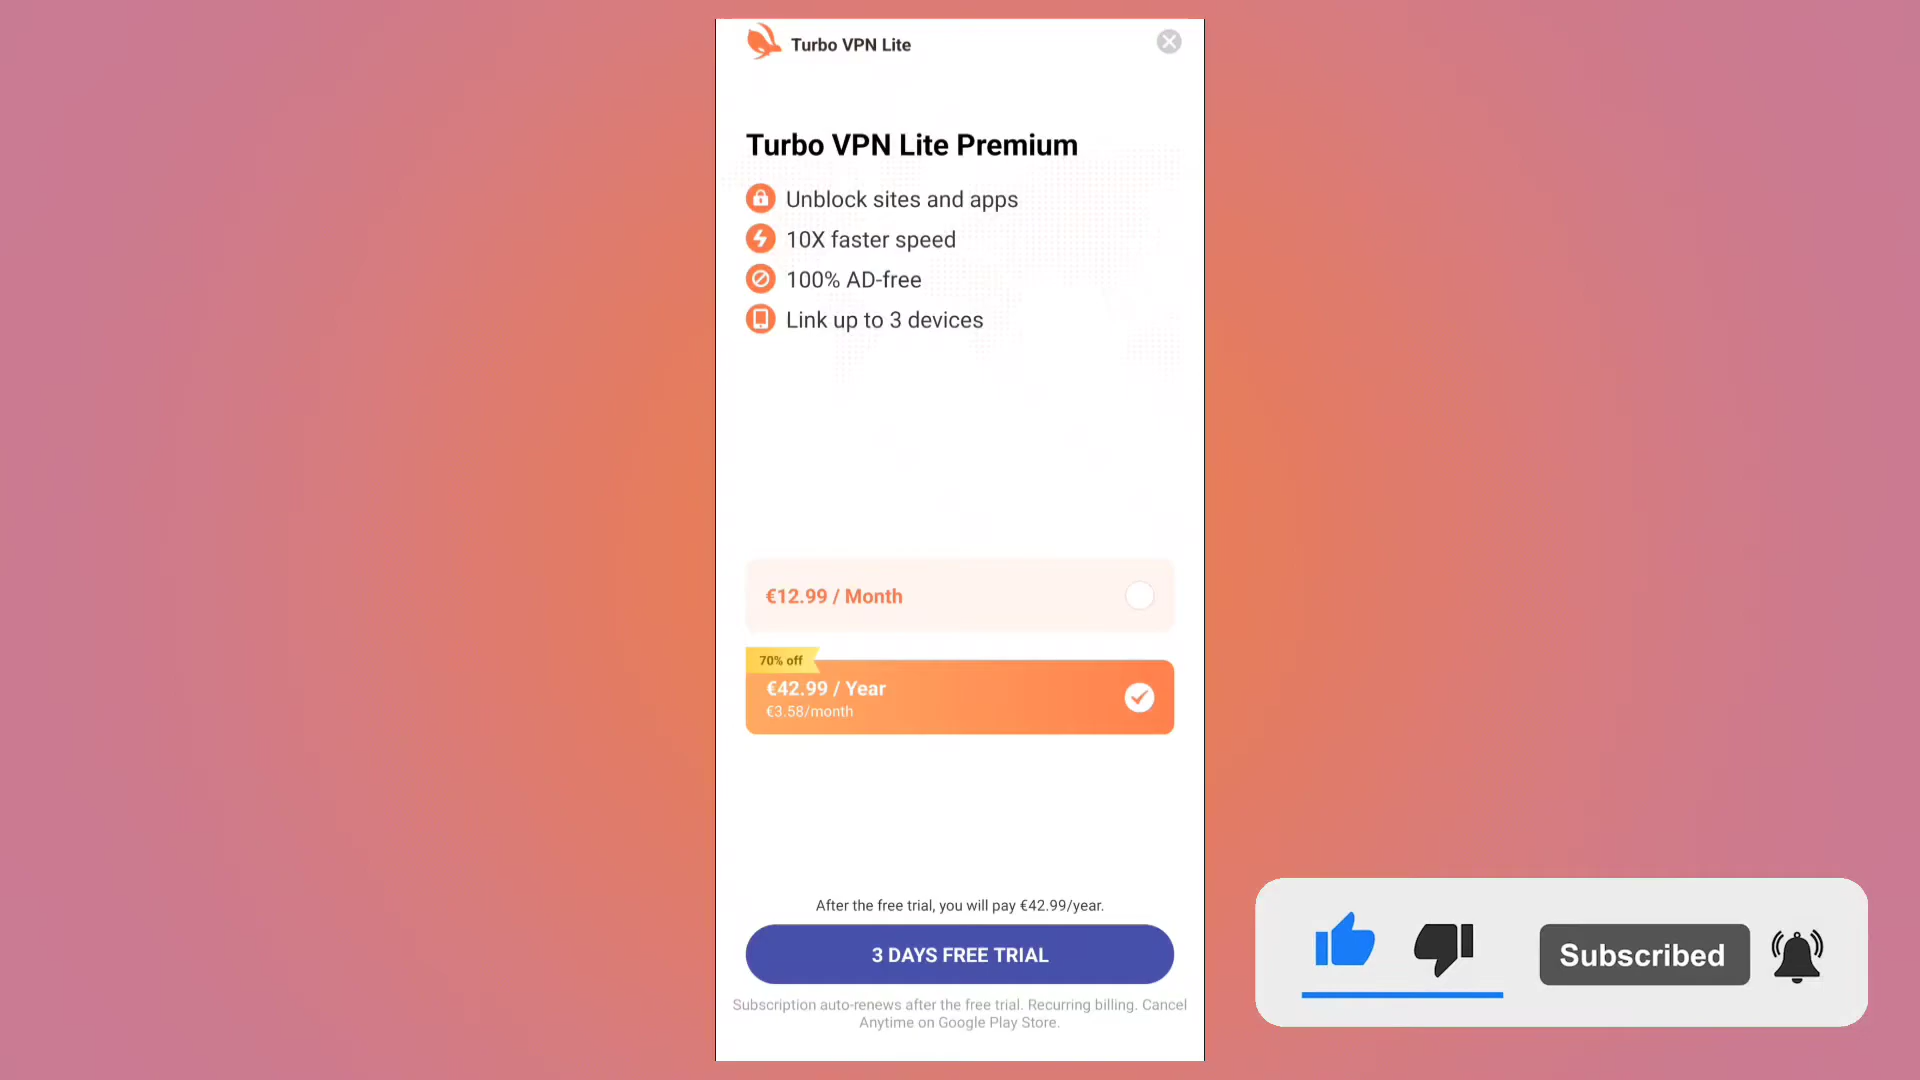 Turbo VPN Lite
Turbo VPN Lite Premium
Unblock sites and apps
10X faster speed
100% AD-free
Link up to 3 devices
€12.99 / Month
70% off
€42.99 / Year
€3.58/month
After the free trial, you will pay €42.99/year.
3 DAYS FREE TRIAL
Subscription auto-renews after the free trial. Recurring billing. Cancel
Anytime on Google Play Store.
Subscribed